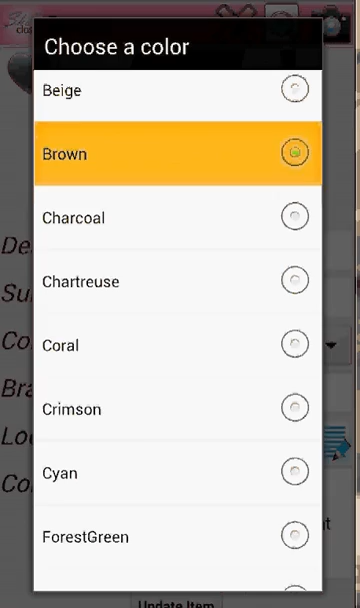 Choose a color
Beige
Brown
Charcoal
Chartreuse
Coral
Crimson
Cyan
ForestGreen
Update Item